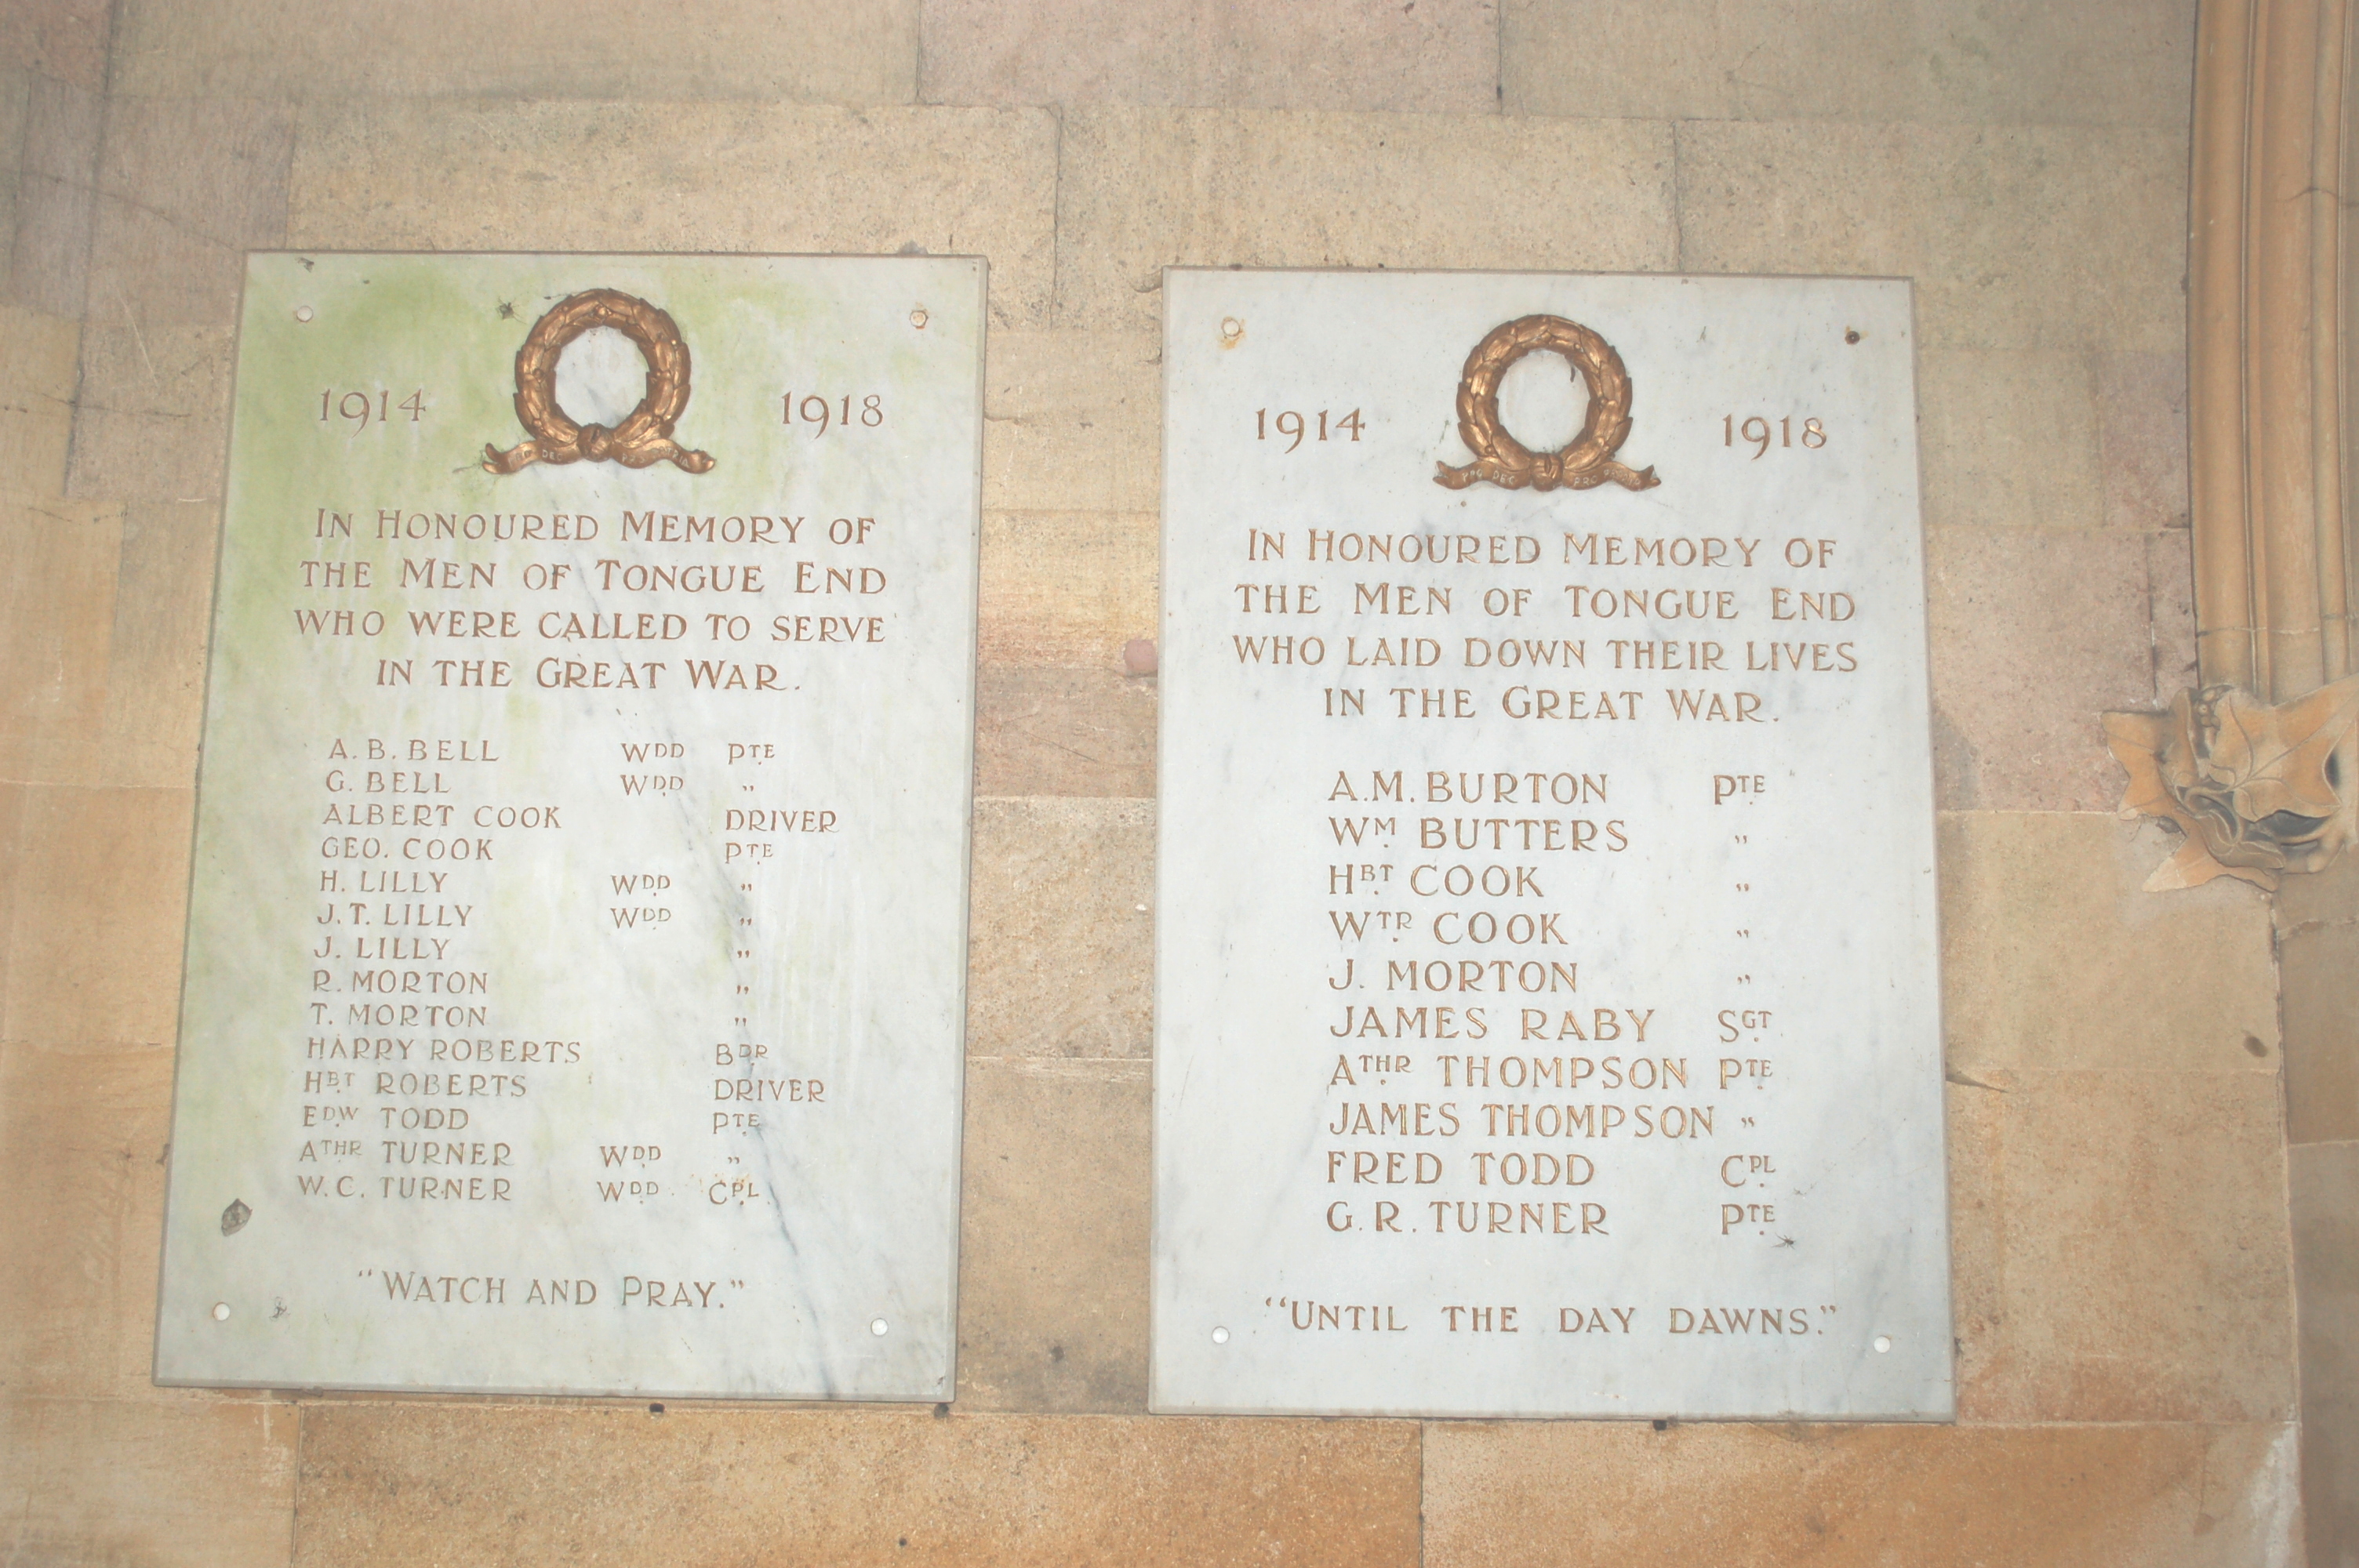 1914 1918
IN HONOURED MEMORY OF
THE MEN OF TONGUE END
WHO WERE CALLED TO SERVE
IN THE GREAT WAR.
A. B. BELL WDD PTE
G. BELL WDD "
ALBERT COOK DRIVER
GEO. COOK PTE
H. LILLY WDD "
J. T. LILLY WDD "
J. LILLY "
R. MORTON "
T. MORTON "
HARRY ROBERTS BDR
HBT ROBERTS DRIVER
EDW TODD PTE
ATHR TURNER WDD "
W. C. TURNER WDD CPL
"WATCH AND PRAY."
1914 1918
DEC PRO
IN HONOURED MEMORY OF
THE MEN OF TONGUE END
WHO LAID DOWN THEIR LIVES
IN THE GREAT WAR.
A. M. BURTON PTE
WM BUTTERS "
HBT COOK "
WTR COOK "
J. MORTON "
JAMES RABY SGT
ATHR THOMPSON PTE
JAMES THOMPSON "
FRED TODD CPL
G. R. TURNER PTE
"UNTIL THE DAY DAWNS."